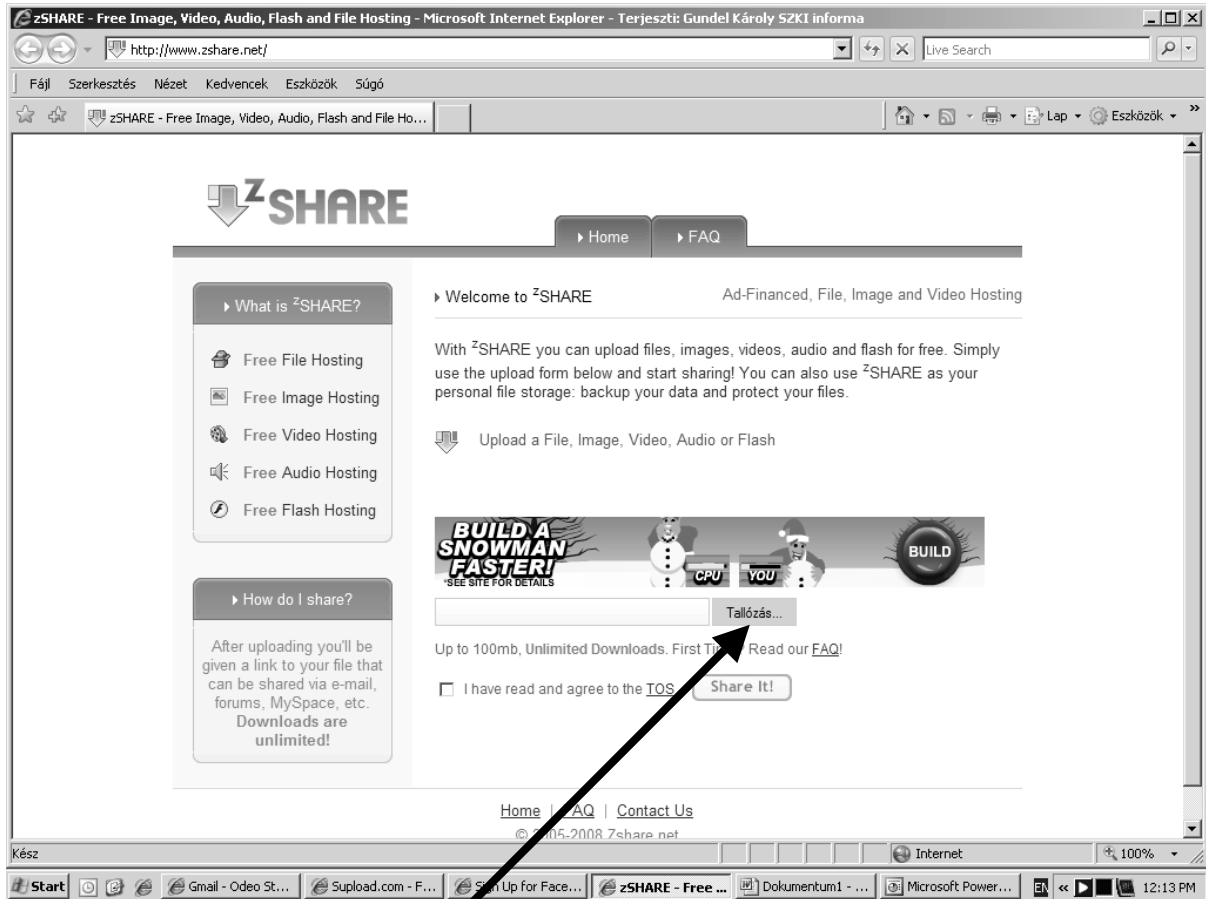 zSHARE - Free Image, Video, Audio, Flash and File Hosting - Microsoft Internet Explorer - Terjeszti: Gundel Károly SZKI informa
http://www.zshare.net/
Live Search
Fájl Szerkesztés Nézet Kedvencek Eszközök Súgó
zSHARE - Free Image, Video, Audio, Flash and File Ho...
Lap Eszközök
zSHARE
Home FAQ
What is zSHARE?
Free File Hosting
Free Image Hosting
Free Video Hosting
Free Audio Hosting
Free Flash Hosting
How do I share?
After uploading you'll be
given a link to your file that
can be shared via e-mail,
forums, MySpace, etc.
Downloads are
unlimited!
Welcome to zSHARE Ad-Financed, File, Image and Video Hosting
With zSHARE you can upload files, images, videos, audio and flash for free. Simply
use the upload form below and start sharing! You can also use zSHARE as your
personal file storage: backup your data and protect your files.
Upload a File, Image, Video, Audio or Flash
BUILD A
SNOWMAN
FASTER!
*SEE SITE FOR DETAILS
CPU YOU
BUILD
Tallózás...
Up to 100mb, Unlimited Downloads. First Read our FAQ!
I have read and agree to the TOS Share It!
Home | FAQ | Contact Us
© 2005-2008 Zshare.net
Kész Internet 100%
Start Gmail - Odeo St... Supload.com - F... Sign Up for Face... zSHARE - Free ... Dokumentum1 - ... Microsoft Power... EN « 12:13 PM